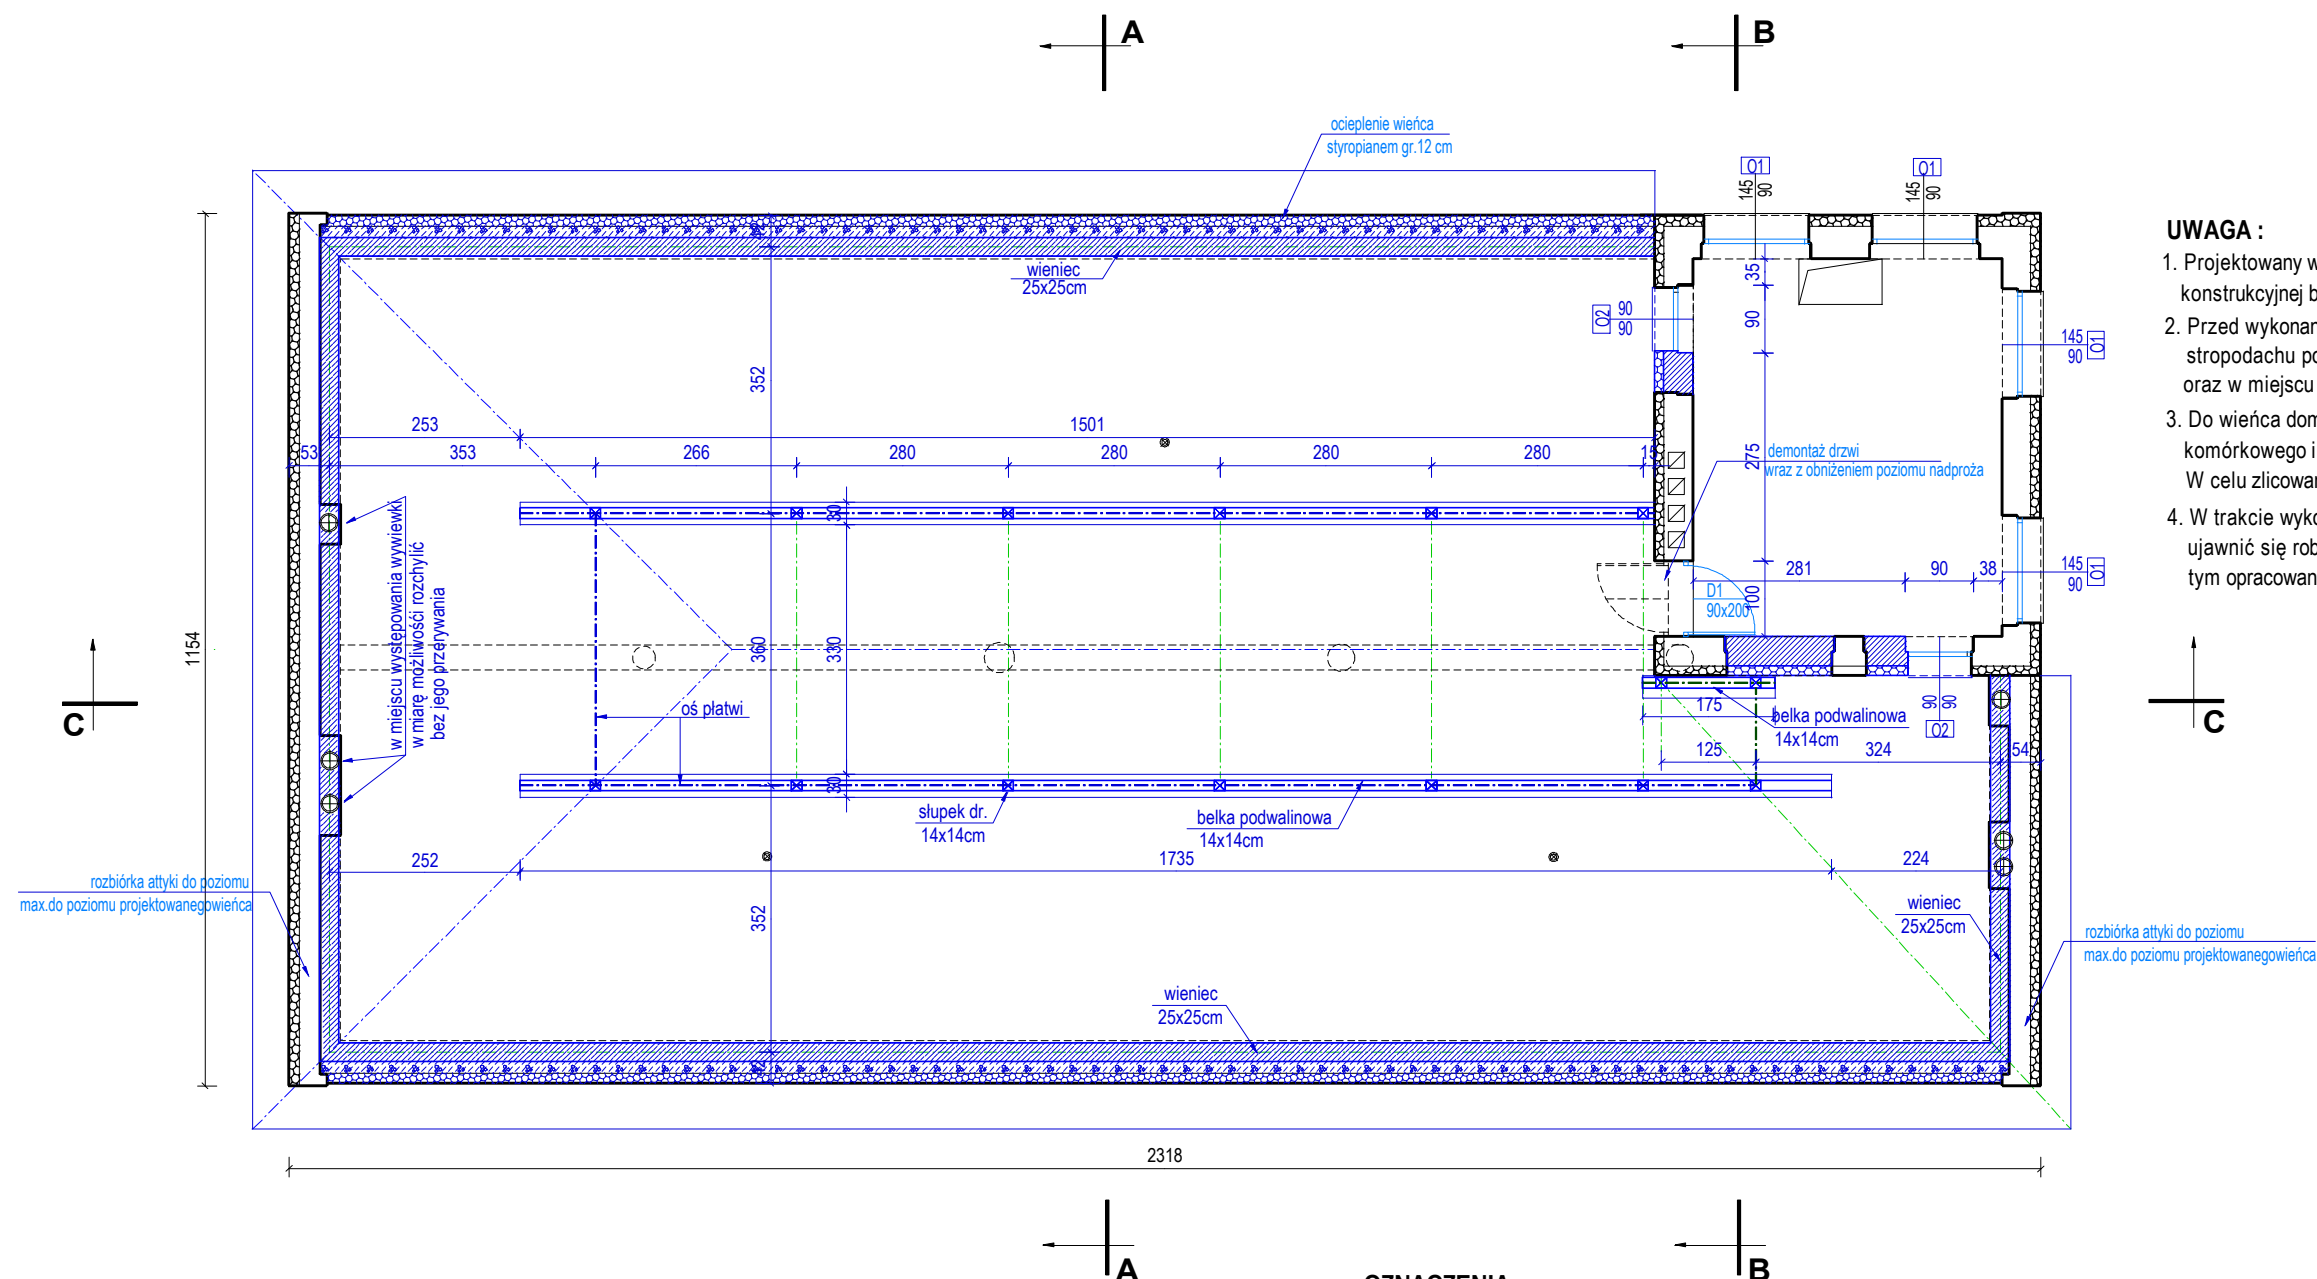 A
B
ocieplenie wieńca
styropianem gr.12 cm
O1
145
90
O1
145
90
UWAGA :
1. Projektowany w
konstrukcyjnej b
2. Przed wykonan
stropodachu po
oraz w miejscu
3. Do wieńca dom
komórkowego i
W celu zlicowan
4. W trakcie wyko
ujawnić się rob
tym opracowan
wieniec
25x25cm
35
90
O2
90
90
145
90
O1
352
253
1501
53
353
266
280
280
280
280
15
275
demontaż drzwi
wraz z obniżeniem poziomu nadproża
30
w miejscu występowania wywiewki
w miarę możliwośći rozchylić
bez jego przerywania
1154
360
330
281
90
38
145
90
O1
D1
90x200
100
C
C
oś płatwi
175
belka podwalinowa
14x14cm
90
90
O2
125
324
54
30
słupek dr.
14x14cm
belka podwalinowa
14x14cm
252
1735
224
rozbiórka attyki do poziomu
max.do poziomu projektowanegowieńca
352
wieniec
25x25cm
rozbiórka attyki do poziomu
max.do poziomu projektowanegowieńca
wieniec
25x25cm
2318
A
B
OZNACZENIA